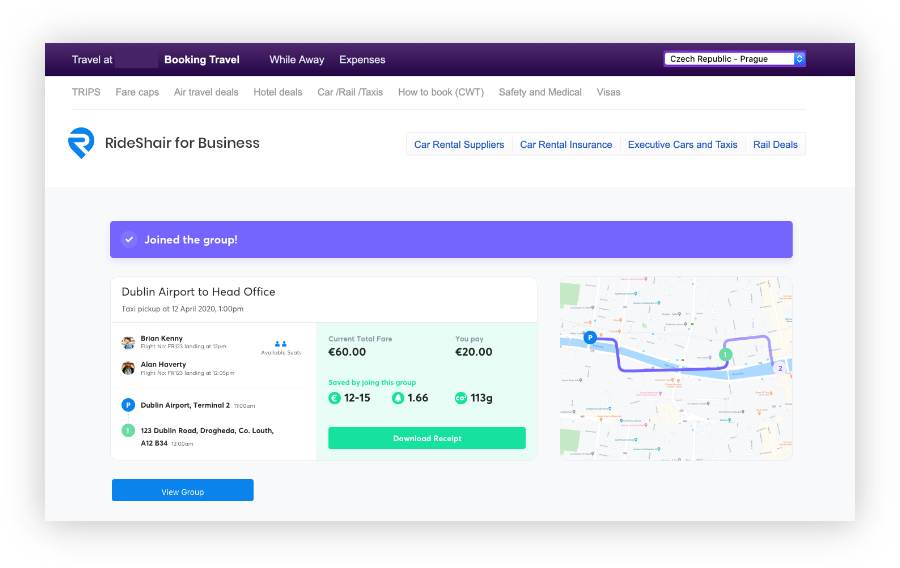 Travel at Booking Travel While Away Expenses Czech Republic - Prague
TRIPS Fare caps Air travel deals Hotel deals Car /Rail /Taxis How to book (CWT) Safety and Medical Visas
RideShair for Business
Car Rental Suppliers Car Rental Insurance Executive Cars and Taxis Rail Deals
Joined the group!
Dublin Airport to Head Office
Taxi pickup at 12 April 2020, 1:00pm
Brian Kenny
Flight No: FR123 landing at 12pm
Available Seats
Alan Haverty
Flight No: FR123 landing at 12:05pm
P Dublin Airport, Terminal 2 11:00am
1 123 Dublin Road, Drogheda, Co. Louth,
A12 B34 12:00am
Current Total Fare You pay
€60.00 €20.00
Saved by joing this group
€ 12-15 1.66 CO² 113g
Download Receipt
P
1
2
View Group